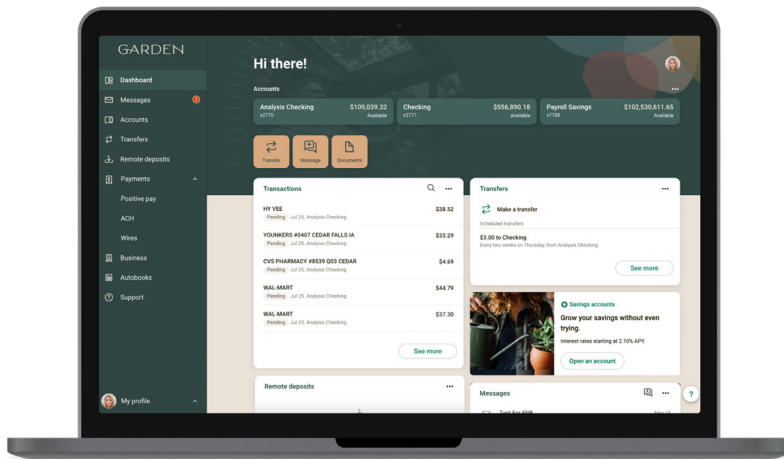 GARDEN
Dashboard
Messages
Accounts
Transfers
Remote deposits
Payments
Positive pay
ACH
Wires
Business
Autobooks
Support
My profile
Hi there!
Accounts
Analysis Checking $109,039.32
x2770 Available
Checking $556,890.18
x2771 Available
Payroll Savings $102,530,611.65
x7788 Available
Transfer
Message
Documents
Transactions
HY VEE $38.52
Pending Jul 25, Analysis Checking
YOUNKERS #0407 CEDAR FALLS IA $33.29
Pending Jul 25, Analysis Checking
CVS PHARMACY #8539 Q03 CEDAR $4.69
Pending Jul 25, Analysis Checking
WAL-MART $44.79
Pending Jul 25, Analysis Checking
WAL-MART $37.30
Pending Jul 25, Analysis Checking
See more
Remote deposits
Transfers
Make a transfer
Scheduled transfers
$3.00 to Checking
Every two weeks on Thursday, from Analysis Checking
See more
Savings accounts
Grow your savings without even
trying.
Interest rates starting at 2.10% APY.
Open an account
Messages
?